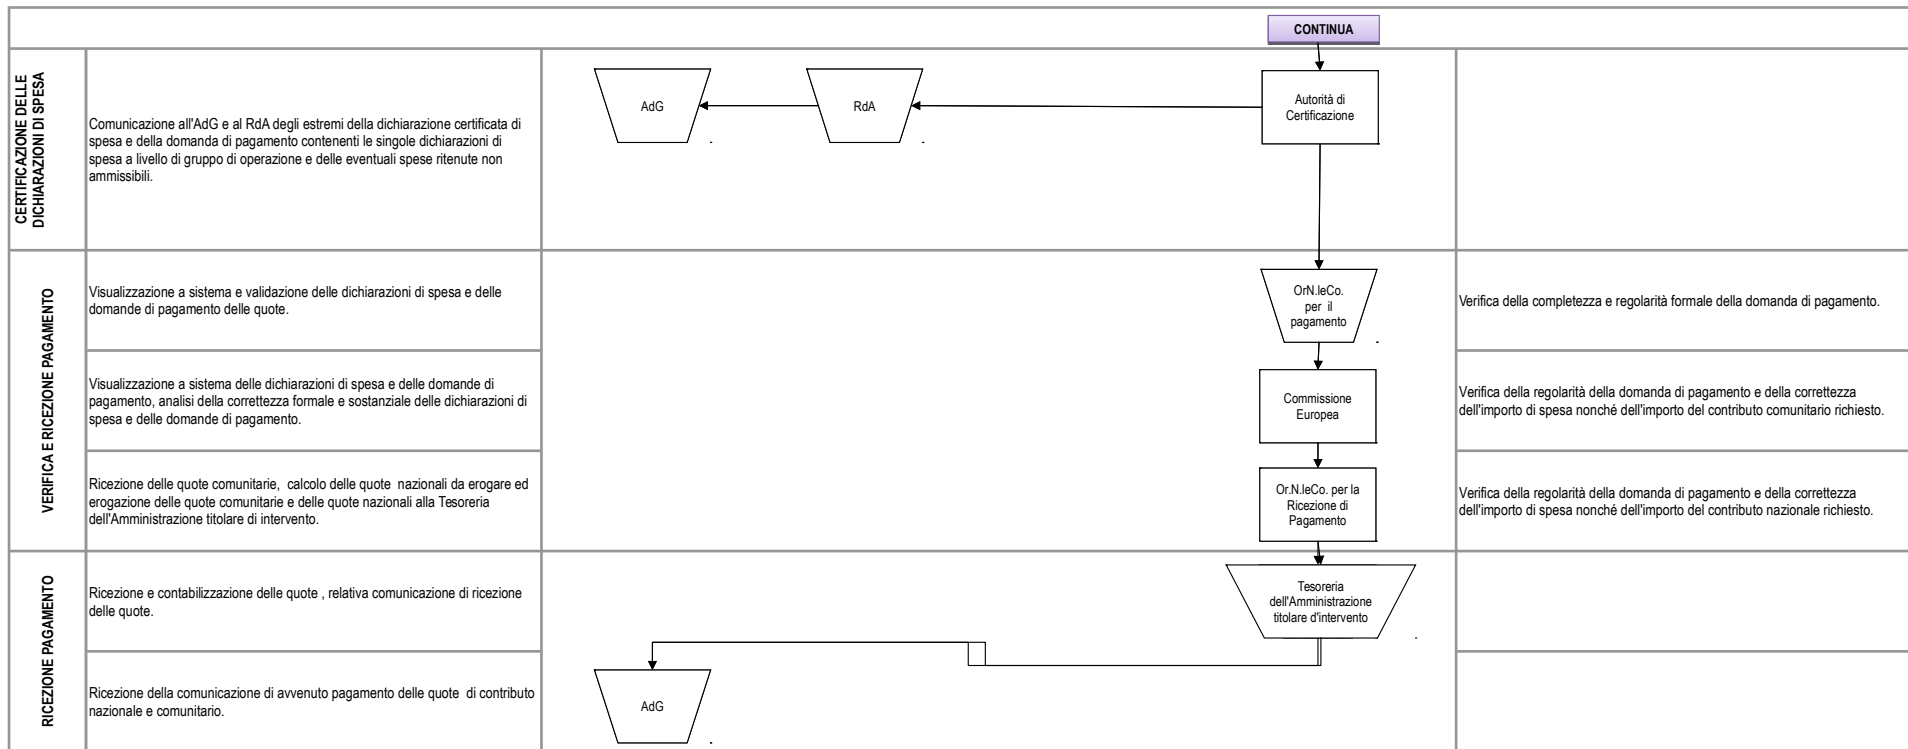 CONTINUA
CERTIFICAZIONE DELLE
DICHIARAZIONI DI SPESA
Comunicazione all'AdG e al RdA degli estremi della dichiarazione certificata di
spesa e della domanda di pagamento contenenti le singole dichiarazioni di
spesa a livello di gruppo di operazione e delle eventuali spese ritenute non
ammissibili.
AdG
RdA
Autorità di
Certificazione
VERIFICA E RICEZIONE PAGAMENTO
Visualizzazione a sistema e validazione delle dichiarazioni di spesa e delle
domande di pagamento delle quote.
OrN.leCo.
per il
pagamento
Verifica della completezza e regolarità formale della domanda di pagamento.
Visualizzazione a sistema delle dichiarazioni di spesa e delle domande di
pagamento, analisi della correttezza formale e sostanziale delle dichiarazioni di
spesa e delle domande di pagamento.
Commissione
Europea
Verifica della regolarità della domanda di pagamento e della correttezza
dell'importo di spesa nonché dell'importo del contributo comunitario richiesto.
Ricezione delle quote comunitarie, calcolo delle quote nazionali da erogare ed
erogazione delle quote comunitarie e delle quote nazionali alla Tesoreria
dell'Amministrazione titolare di intervento.
Or.N.leCo. per la
Ricezione di
Pagamento
Verifica della regolarità della domanda di pagamento e della correttezza
dell'importo di spesa nonché dell'importo del contributo nazionale richiesto.
RICEZIONE PAGAMENTO
Ricezione e contabilizzazione delle quote , relativa comunicazione di ricezione
delle quote.
Tesoreria
dell'Amministrazione
titolare d'intervento
Ricezione della comunicazione di avvenuto pagamento delle quote di contributo
nazionale e comunitario.
AdG